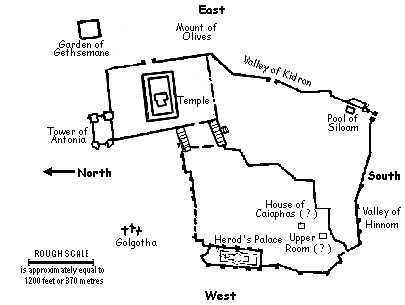 East
Mount of
Olives
Garden of
Gethsemane
Valley of Kidron
Temple
Pool of
Siloam
Tower of
Antonia
North
South
House of
Caiaphas (?)
Valley of
Hinnom
Golgotha
Herod's Palace
Upper
Room (?)
ROUGH SCALE
is approximately equal to
1200 feet or 370 metres
West